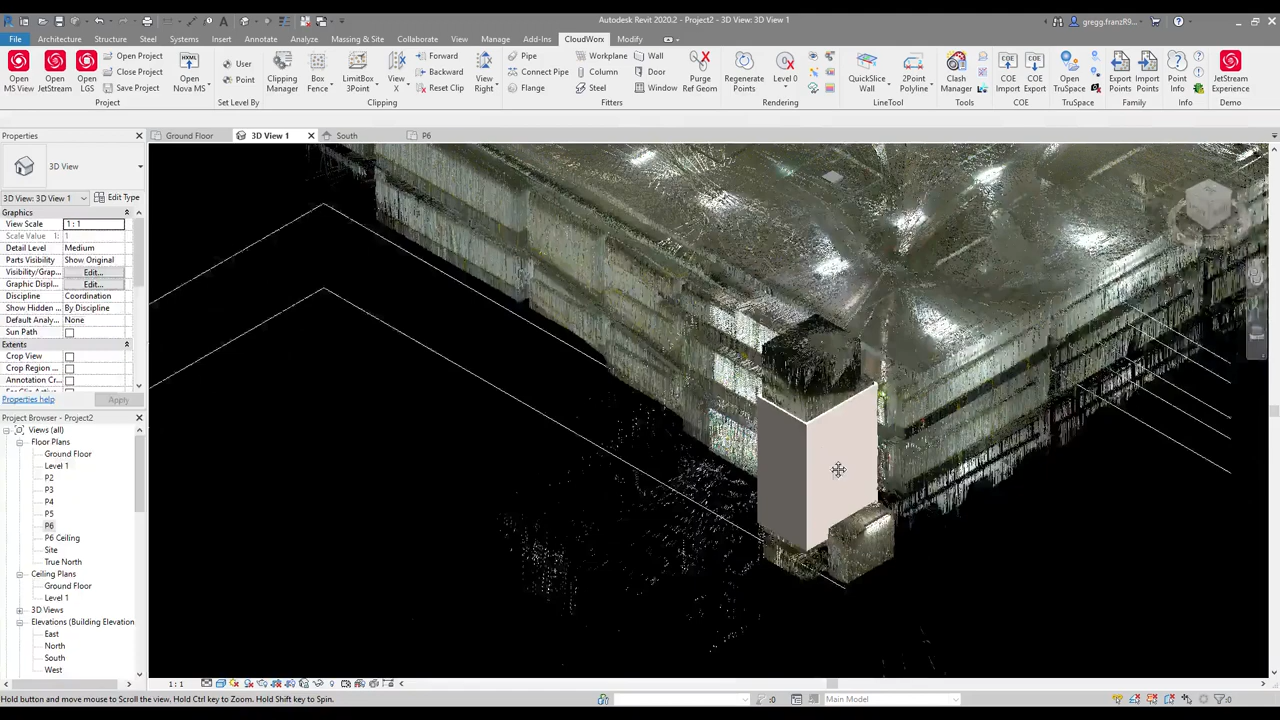 Autodesk Revit 2020.2 - Project2 - 3D View: 3D View 1
gregg.franzR9...
File Architecture Structure Steel Systems Insert Annotate Analyze Massing & Site Collaborate View Manage Add-Ins CloudWorx Modify
Open MS View
Open JetStream
Open LGS
Open Project
Close Project
Save Project
Project
Open Nova MS
User
Point
Set Level By
Clipping Manager
Box Fence
LimitBox 3Point
View X
Forward
Backward
Reset Clip
View Right
Clipping
Pipe
Connect Pipe
Flange
Workplane
Column
Steel
Wall
Door
Window
Fitters
Purge Ref Geom
Regenerate Points
Level 0
Rendering
QuickSlice Wall
2Point Polyline
LineTool
Clash Manager
Tools
COE Import
COE Export
COE
Open TruSpace
TruSpace
Export Points
Import Points
Family
Point Info
Info
JetStream Experience
Demo
Properties
Ground Floor
3D View 1
South
P6
3D View
3D View: 3D View 1
Edit Type
Graphics
View Scale 1 : 1
Scale Value 1: 1
Detail Level Medium
Parts Visibility Show Original
Visibility/Grap... Edit...
Graphic Displ... Edit...
Discipline Coordination
Show Hidden ... By Discipline
Default Analy... None
Sun Path
Extents
Crop View
Crop Region ...
Annotation Cr...
Properties help
Apply
Project Browser - Project2
Views (all)
Floor Plans
Ground Floor
Level 1
P2
P3
P4
P5
P6
P6 Ceiling
Site
True North
Ceiling Plans
Ground Floor
Level 1
3D Views
Elevations (Building Elevation
East
North
South
West
1 : 1
Hold button and move mouse to Scroll the view. Hold Ctrl key to Zoom. Hold Shift key to Spin.
:0
Main Model
:0